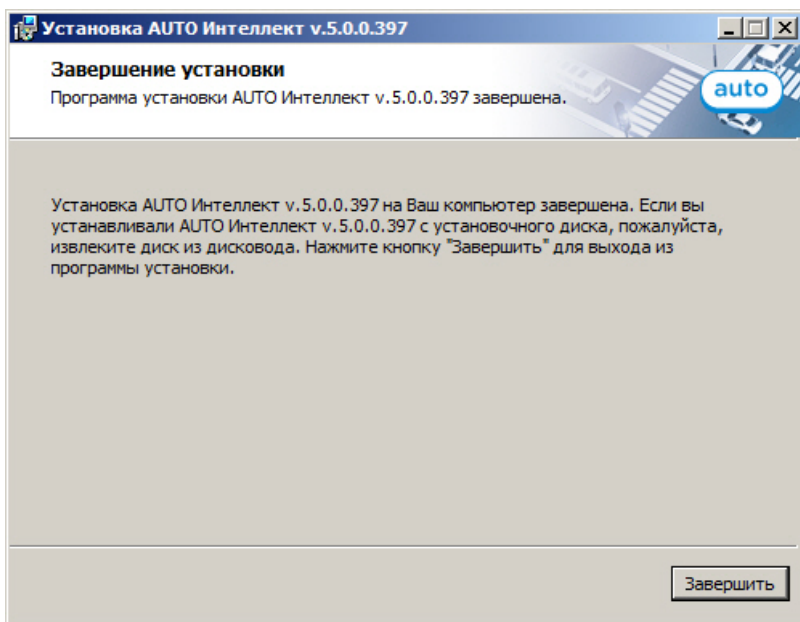 Установка AUTO Интеллект v.5.0.0.397
Завершение установки
Программа установки AUTO Интеллект v.5.0.0.397 завершена.
auto
Установка AUTO Интеллект v.5.0.0.397 на Ваш компьютер завершена. Если вы
устанавливали AUTO Интеллект v.5.0.0.397 с установочного диска, пожалуйста,
извлеките диск из дисковода. Нажмите кнопку "Завершить" для выхода из
программы установки.
Завершить